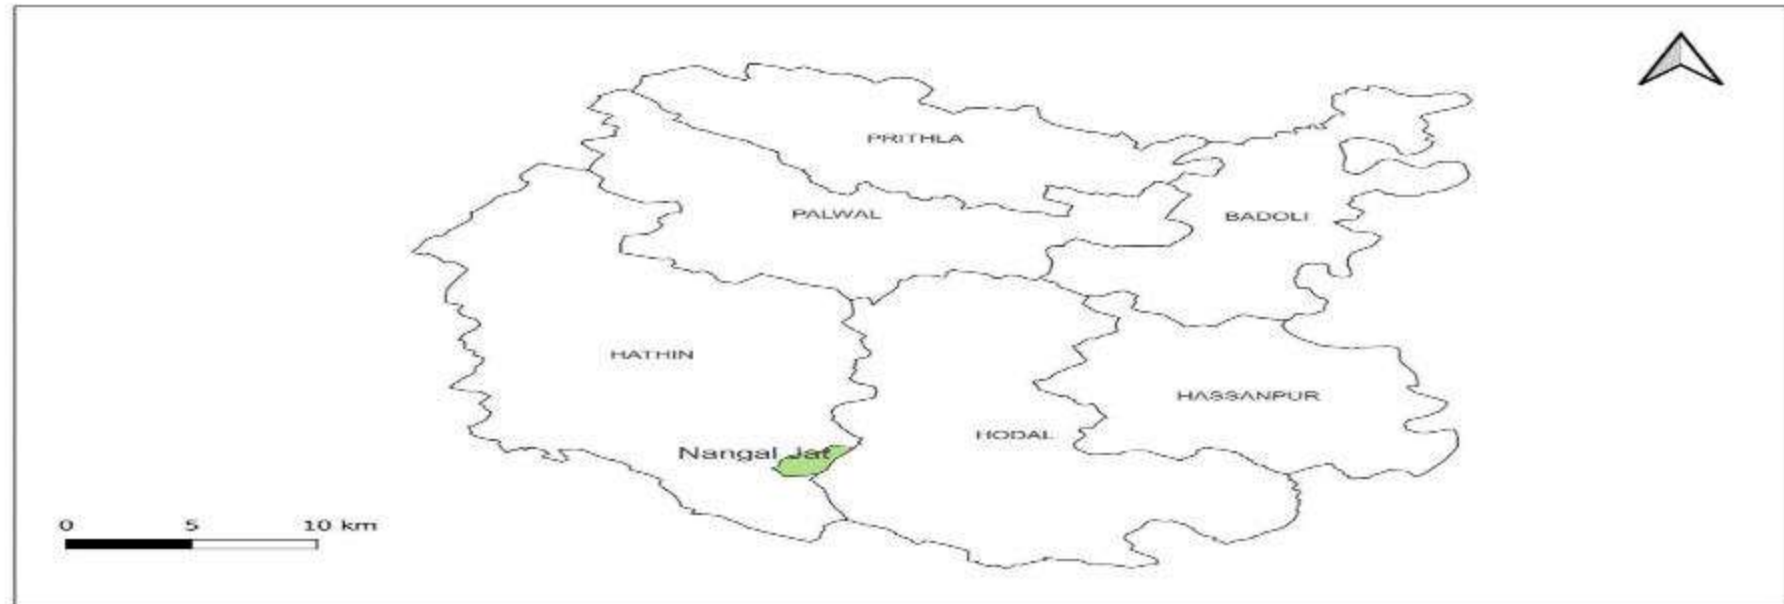 PRITHLA
PALWAL
BADOLI
HATHIN
HASSANPUR
HODAL
Nangal Jat
0 5 10 km